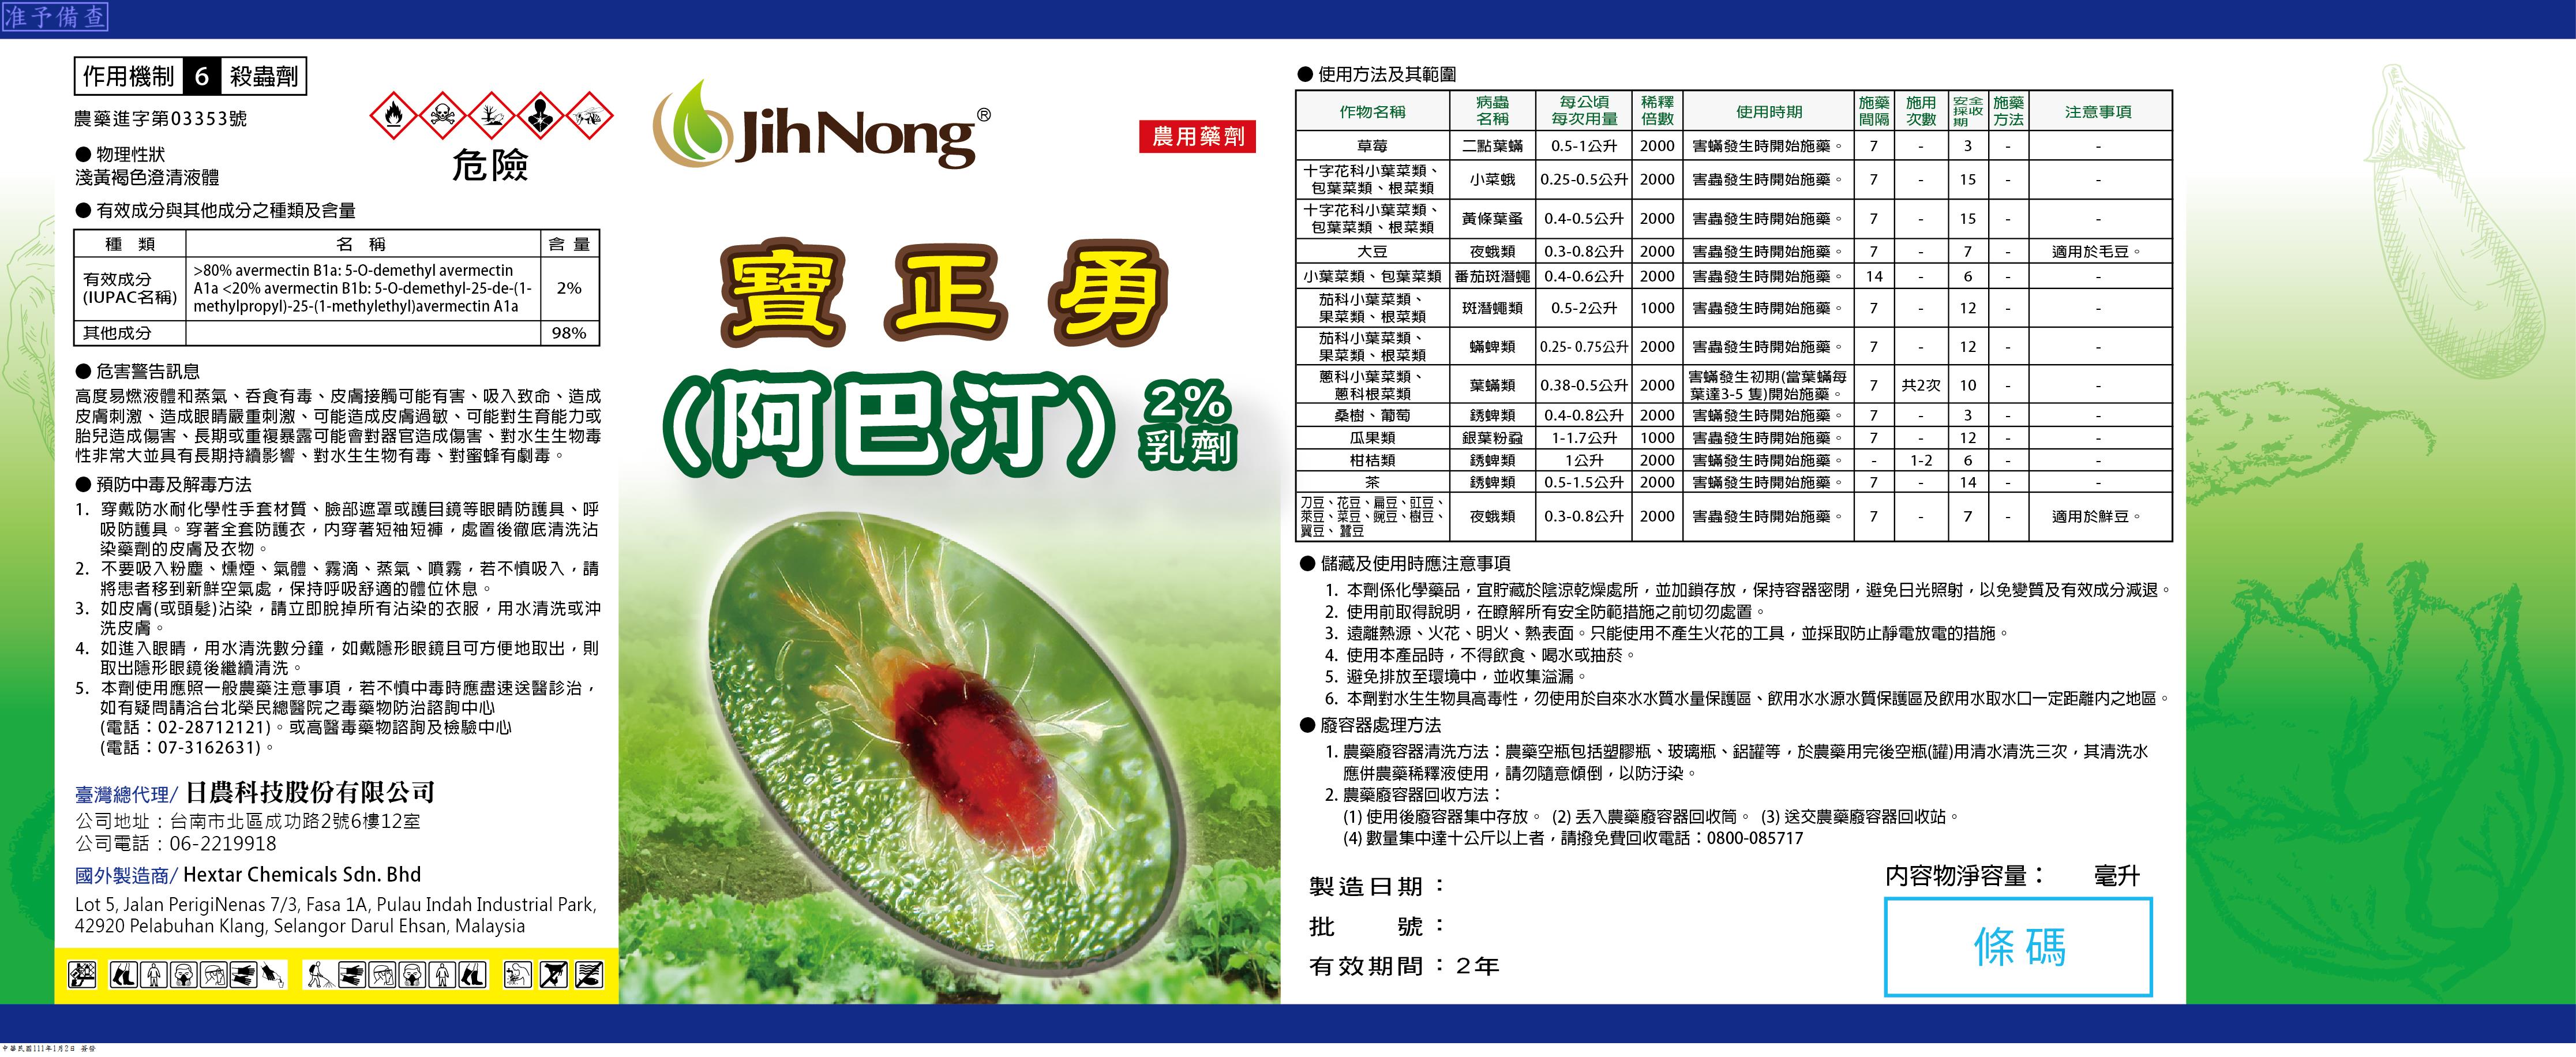 准予備查
作用機制 6 殺蟲劑
農藥進字第03353號
● 物理性狀
淺黃褐色澄清液體
危險
● 有效成分與其他成分之種類及含量
種 類 名 稱 含 量
有效成分
(IUPAC名稱)
>80% avermectin B1a: 5-O-demethyl avermectin
A1a <20% avermectin B1b: 5-O-demethyl-25-de-(1-
methylpropyl)-25-(1-methylethyl)avermectin A1a
2%
其他成分 98%
● 危害警告訊息
高度易燃液體和蒸氣、吞食有毒、皮膚接觸可能有害、吸入致命、造成
皮膚刺激、造成眼睛嚴重刺激、可能造成皮膚過敏、可能對生育能力或
胎兒造成傷害、長期或重複暴露可能會對器官造成傷害、對水生生物毒
性非常大並具有長期持續影響、對水生生物有毒、對蜜蜂有劇毒。
● 預防中毒及解毒方法
1. 穿戴防水耐化學性手套材質、臉部遮罩或護目鏡等眼睛防護具、呼
吸防護具。穿著全套防護衣，內穿著短袖短褲，處置後徹底清洗沾
染藥劑的皮膚及衣物。
2. 不要吸入粉塵、燻煙、氣體、霧滴、蒸氣、噴霧，若不慎吸入，請
將患者移到新鮮空氣處，保持呼吸舒適的體位休息。
3. 如皮膚(或頭髮)沾染，請立即脫掉所有沾染的衣服，用水清洗或沖
洗皮膚。
4. 如進入眼睛，用水清洗數分鐘，如戴隱形眼鏡且可方便地取出，則
取出隱形眼鏡後繼續清洗。
5. 本劑使用應照一般農藥注意事項，若不慎中毒時應盡速送醫診治，
如有疑問請洽台北榮民總醫院之毒藥物防治諮詢中心
(電話：02-28712121)。或高醫毒藥物諮詢及檢驗中心
(電話：07-3162631)。
臺灣總代理/ 日農科技股份有限公司
公司地址：台南市北區成功路2號6樓12室
公司電話：06-2219918
國外製造商/ Hextar Chemicals Sdn. Bhd
Lot 5, Jalan PerigiNenas 7/3, Fasa 1A, Pulau Indah Industrial Park,
42920 Pelabuhan Klang, Selangor Darul Ehsan, Malaysia
JihNong®
農用藥劑
寶正勇
(阿巴汀) 2%
乳劑
● 使用方法及其範圍
作物名稱 病蟲名稱 每公頃每次用量 稀釋倍數 使用時期 施藥間隔 施用次數 安全採收期 施藥方法 注意事項
草莓 二點葉蟎 0.5-1公升 2000 害蟎發生時開始施藥。 7 - 3 - -
十字花科小葉菜類、包葉菜類、根菜類 小菜蛾 0.25-0.5公升 2000 害蟲發生時開始施藥。 7 - 15 - -
十字花科小葉菜類、包葉菜類、根菜類 黃條葉蚤 0.4-0.5公升 2000 害蟲發生時開始施藥。 7 - 15 - -
大豆 夜蛾類 0.3-0.8公升 2000 害蟲發生時開始施藥。 7 - 7 - 適用於毛豆。
小葉菜類、包葉菜類 番茄斑潛蠅 0.4-0.6公升 2000 害蟲發生時開始施藥。 14 - 6 - -
茄科小葉菜類、果菜類、根菜類 斑潛蠅類 0.5-2公升 1000 害蟲發生時開始施藥。 7 - 12 - -
茄科小葉菜類、果菜類、根菜類 蟎蜱類 0.25- 0.75公升 2000 害蟲發生時開始施藥。 7 - 12 - -
蔥科小葉菜類、蔥科根菜類 葉蟎類 0.38-0.5公升 2000 害蟎發生初期(當葉蟎每葉達3-5 隻)開始施藥。 7 共2次 10 - -
桑樹、葡萄 銹蜱類 0.4-0.8公升 2000 害蟎發生時開始施藥。 7 - 3 - -
瓜果類 銀葉粉蝨 1-1.7公升 1000 害蟲發生時開始施藥。 7 - 12 - -
柑桔類 銹蜱類 1公升 2000 害蟎發生時開始施藥。 - 1-2 6 - -
茶 銹蜱類 0.5-1.5公升 2000 害蟎發生時開始施藥。 7 - 14 - -
刀豆、花豆、扁豆、豇豆、萊豆、菜豆、豌豆、樹豆、翼豆、蠶豆 夜蛾類 0.3-0.8公升 2000 害蟲發生時開始施藥。 7 - 7 - 適用於鮮豆。
● 儲藏及使用時應注意事項
1. 本劑係化學藥品，宜貯藏於陰涼乾燥處所，並加鎖存放，保持容器密閉，避免日光照射，以免變質及有效成分減退。
2. 使用前取得說明，在瞭解所有安全防範措施之前切勿處置。
3. 遠離熱源、火花、明火、熱表面。只能使用不產生火花的工具，並採取防止靜電放電的措施。
4. 使用本產品時，不得飲食、喝水或抽菸。
5. 避免排放至環境中，並收集溢漏。
6. 本劑對水生生物具高毒性，勿使用於自來水水質水量保護區、飲用水水源水質保護區及飲用水取水口一定距離內之地區。
● 廢容器處理方法
1. 農藥廢容器清洗方法：農藥空瓶包括塑膠瓶、玻璃瓶、鋁罐等，於農藥用完後空瓶(罐)用清水清洗三次，其清洗水
應併農藥稀釋液使用，請勿隨意傾倒，以防汙染。
2. 農藥廢容器回收方法：
(1) 使用後廢容器集中存放。 (2) 丟入農藥廢容器回收筒。 (3) 送交農藥廢容器回收站。
(4) 數量集中達十公斤以上者，請撥免費回收電話：0800-085717
製造日期：
批 號：
有效期間：2年
內容物淨容量： 毫升
條碼
中華民國111年1月2日 簽發